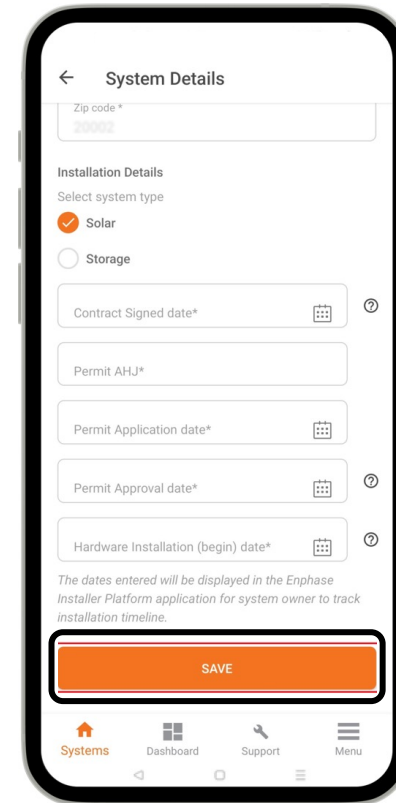 System Details
Zip code *
20002
Installation Details
Select system type
Solar
Storage
Contract Signed date*
Permit AHJ*
Permit Application date*
Permit Approval date*
Hardware Installation (begin) date*
The dates entered will be displayed in the Enphase
Installer Platform application for system owner to track
installation timeline.
SAVE
Systems Dashboard Support Menu